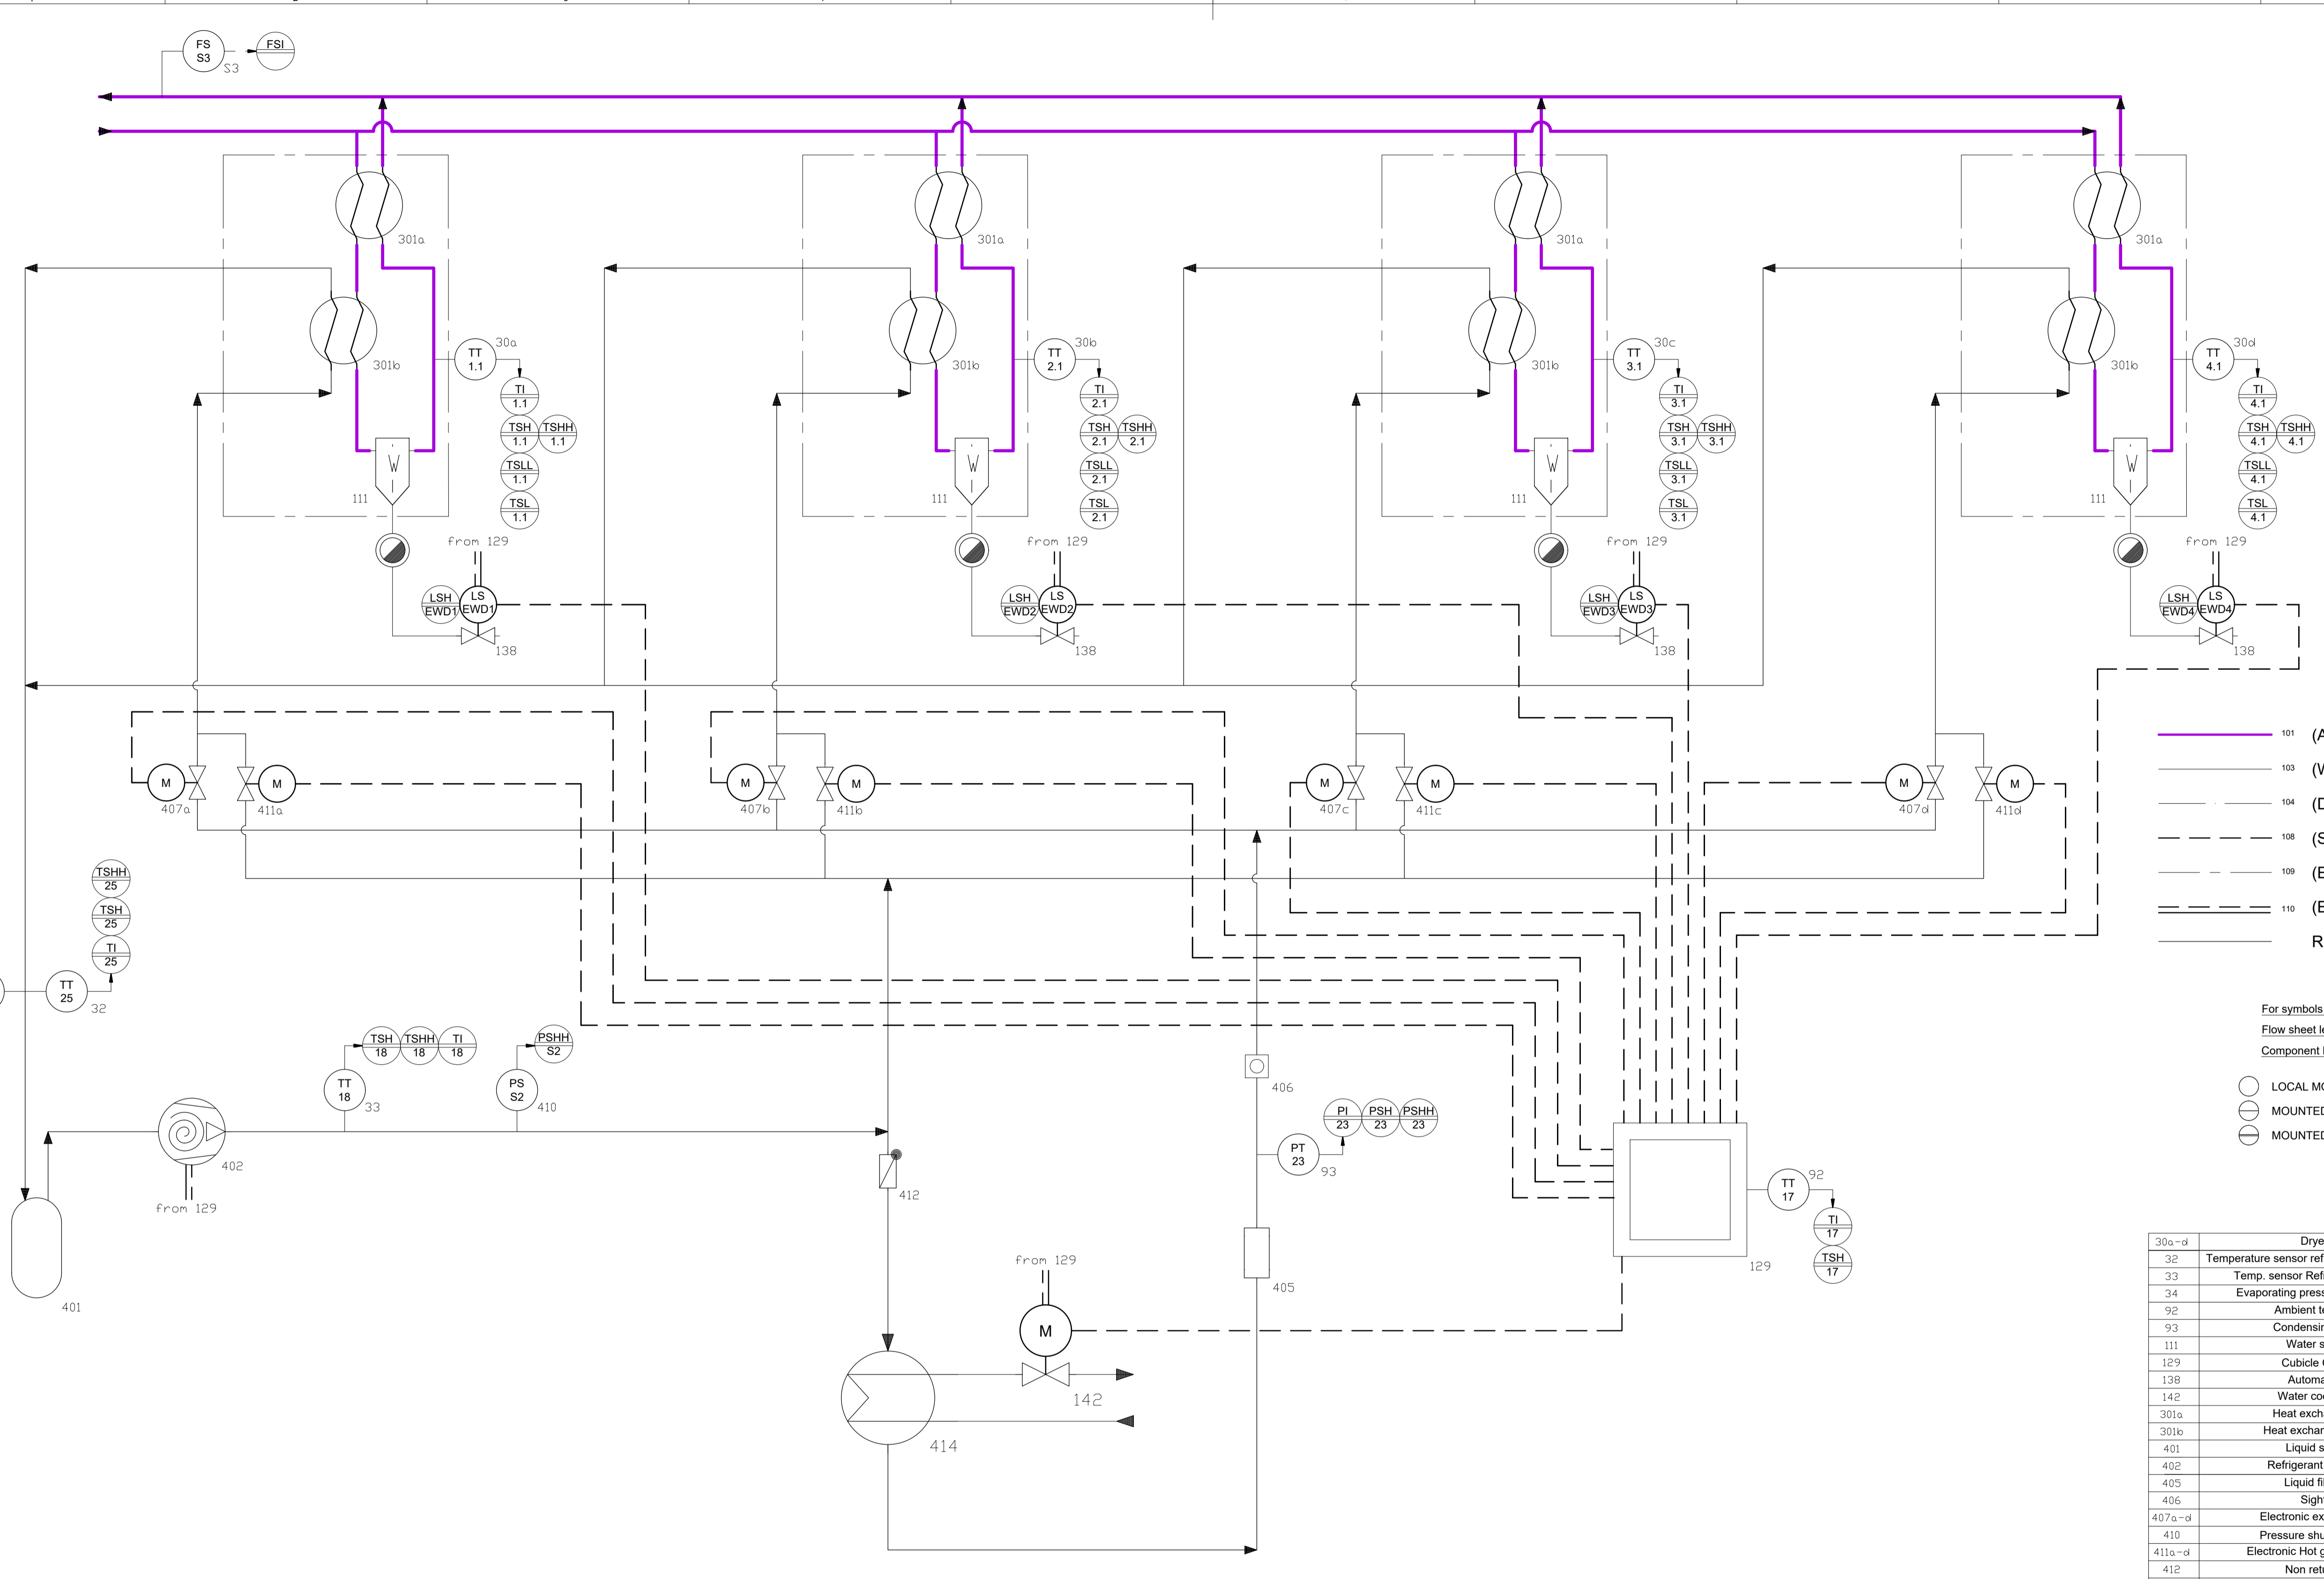 FS
S3
S3
FSI
301a
301a
301a
301a
301b
301b
301b
301b
30a
30b
30c
30d
TT
1.1
TT
2.1
TT
3.1
TT
4.1
TI
1.1
TI
2.1
TI
3.1
TI
4.1
TSH
1.1
TSHH
1.1
TSH
2.1
TSHH
2.1
TSH
3.1
TSHH
3.1
TSH
4.1
TSHH
4.1
W
W
W
W
TSLL
1.1
TSLL
2.1
TSLL
3.1
TSLL
4.1
111
111
111
111
TSL
1.1
TSL
2.1
TSL
3.1
TSL
4.1
from 129
from 129
from 129
from 129
LSH
EWD1
LS
EWD1
LSH
EWD2
LS
EWD2
LSH
EWD3
LS
EWD3
LSH
EWD4
LS
EWD4
138
138
138
138
M
M
M
M
M
M
M
M
407a
411a
407b
411b
407c
411c
407d
411d
101 (A
103 (W
104 (D
108 (S
109 (E
110 (E
R
TSHH
25
TSH
25
TI
25
TT
25
32
For symbols
Flow sheet le
Component l
LOCAL MO
MOUNTED
MOUNTED
TSH
18
TSHH
18
TI
18
TT
18
33
PSHH
S2
PS
S2
410
406
PI
23
PSH
23
PSHH
23
PT
23
93
402
from 129
412
401
405
92
TT
17
TI
17
TSH
17
129
from 129
M
142
414
30a-d Drye
32 Temperature sensor ref
33 Temp. sensor Refr
34 Evaporating press
92 Ambient te
93 Condensin
111 Water s
129 Cubicle
138 Automa
142 Water coo
301a Heat exch
301b Heat exchan
401 Liquid s
402 Refrigerant
405 Liquid fil
406 Sigh
407a-d Electronic ex
410 Pressure shu
411a-d Electronic Hot g
412 Non retu